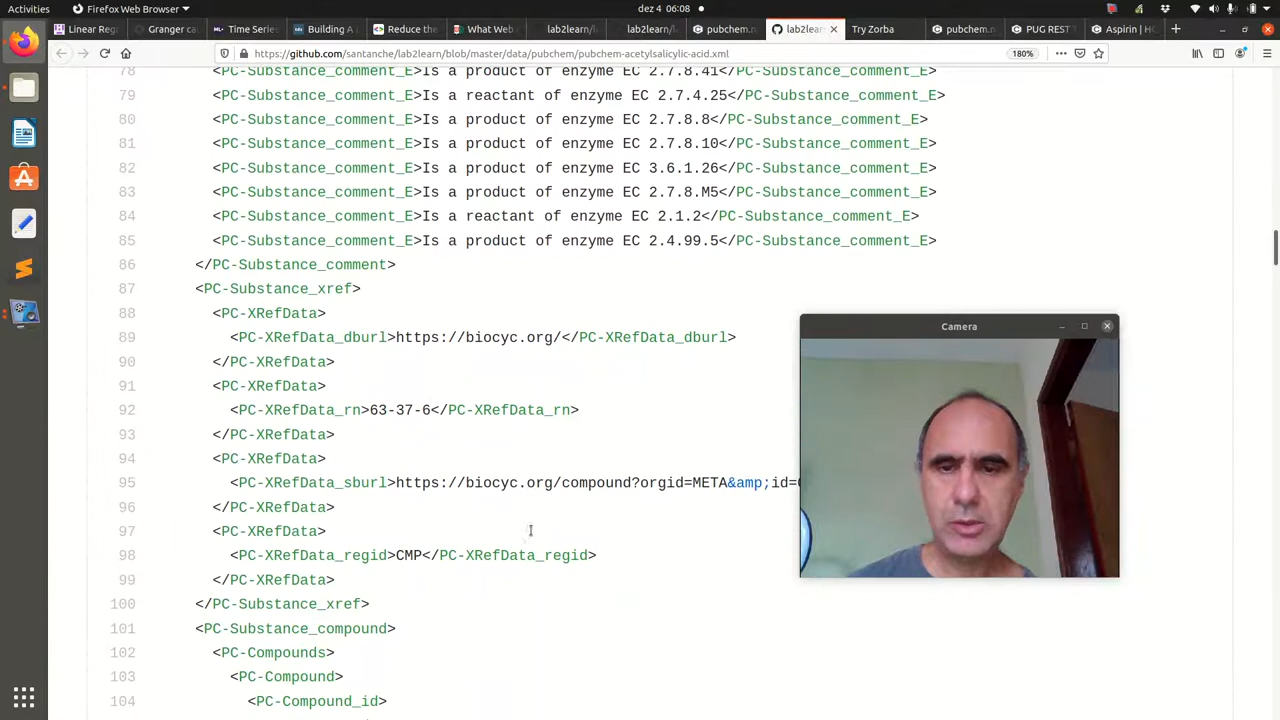 Activities
Firefox Web Browser
dez 4 06:08
Linear Reg
Granger ca
Time Series
Building A
Reduce the
What Web
lab2learn/
lab2learn/
pubchem.n
lab2learn
Try Zorba
pubchem.n
PUG REST
Aspirin | C
https://github.com/santanche/lab2learn/blob/master/data/pubchem/pubchem-acetylsalicylic-acid.xml
180%
78 <PC-Substance_comment_E>Is a product of enzyme EC 2.7.8.41</PC-Substance_comment_E>
79 <PC-Substance_comment_E>Is a reactant of enzyme EC 2.7.4.25</PC-Substance_comment_E>
80 <PC-Substance_comment_E>Is a product of enzyme EC 2.7.8.8</PC-Substance_comment_E>
81 <PC-Substance_comment_E>Is a product of enzyme EC 2.7.8.10</PC-Substance_comment_E>
82 <PC-Substance_comment_E>Is a product of enzyme EC 3.6.1.26</PC-Substance_comment_E>
83 <PC-Substance_comment_E>Is a product of enzyme EC 2.7.8.M5</PC-Substance_comment_E>
84 <PC-Substance_comment_E>Is a reactant of enzyme EC 2.1.2</PC-Substance_comment_E>
85 <PC-Substance_comment_E>Is a product of enzyme EC 2.4.99.5</PC-Substance_comment_E>
86 </PC-Substance_comment>
87 <PC-Substance_xref>
88 <PC-XRefData>
89 <PC-XRefData_dburl>https://biocyc.org/</PC-XRefData_dburl>
90 </PC-XRefData>
91 <PC-XRefData>
92 <PC-XRefData_rn>63-37-6</PC-XRefData_rn>
93 </PC-XRefData>
94 <PC-XRefData>
95 <PC-XRefData_sburl>https://biocyc.org/compound?orgid=META&amp;id=
96 </PC-XRefData>
97 <PC-XRefData>
98 <PC-XRefData_regid>CMP</PC-XRefData_regid>
99 </PC-XRefData>
100 </PC-Substance_xref>
101 <PC-Substance_compound>
102 <PC-Compounds>
103 <PC-Compound>
104 <PC-Compound_id>
Camera